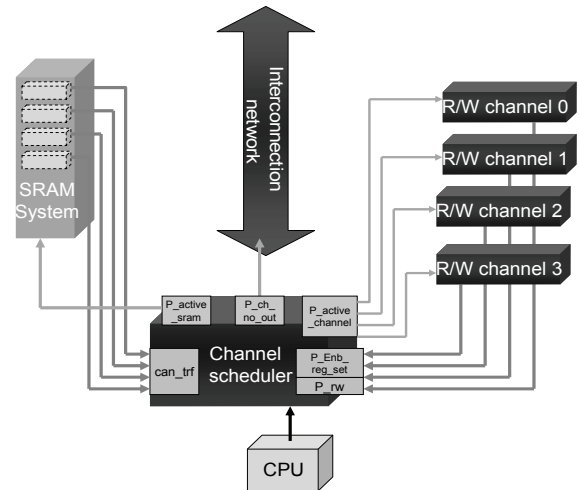 Interconnection
network
SRAM
System
R/W channel 0
R/W channel 1
R/W channel 2
R/W channel 3
P_active
_sram
P_ch_
no_out
P_active
_channel
Channel
scheduler
can_trf
P_Enb_
reg_set
P_rw
CPU